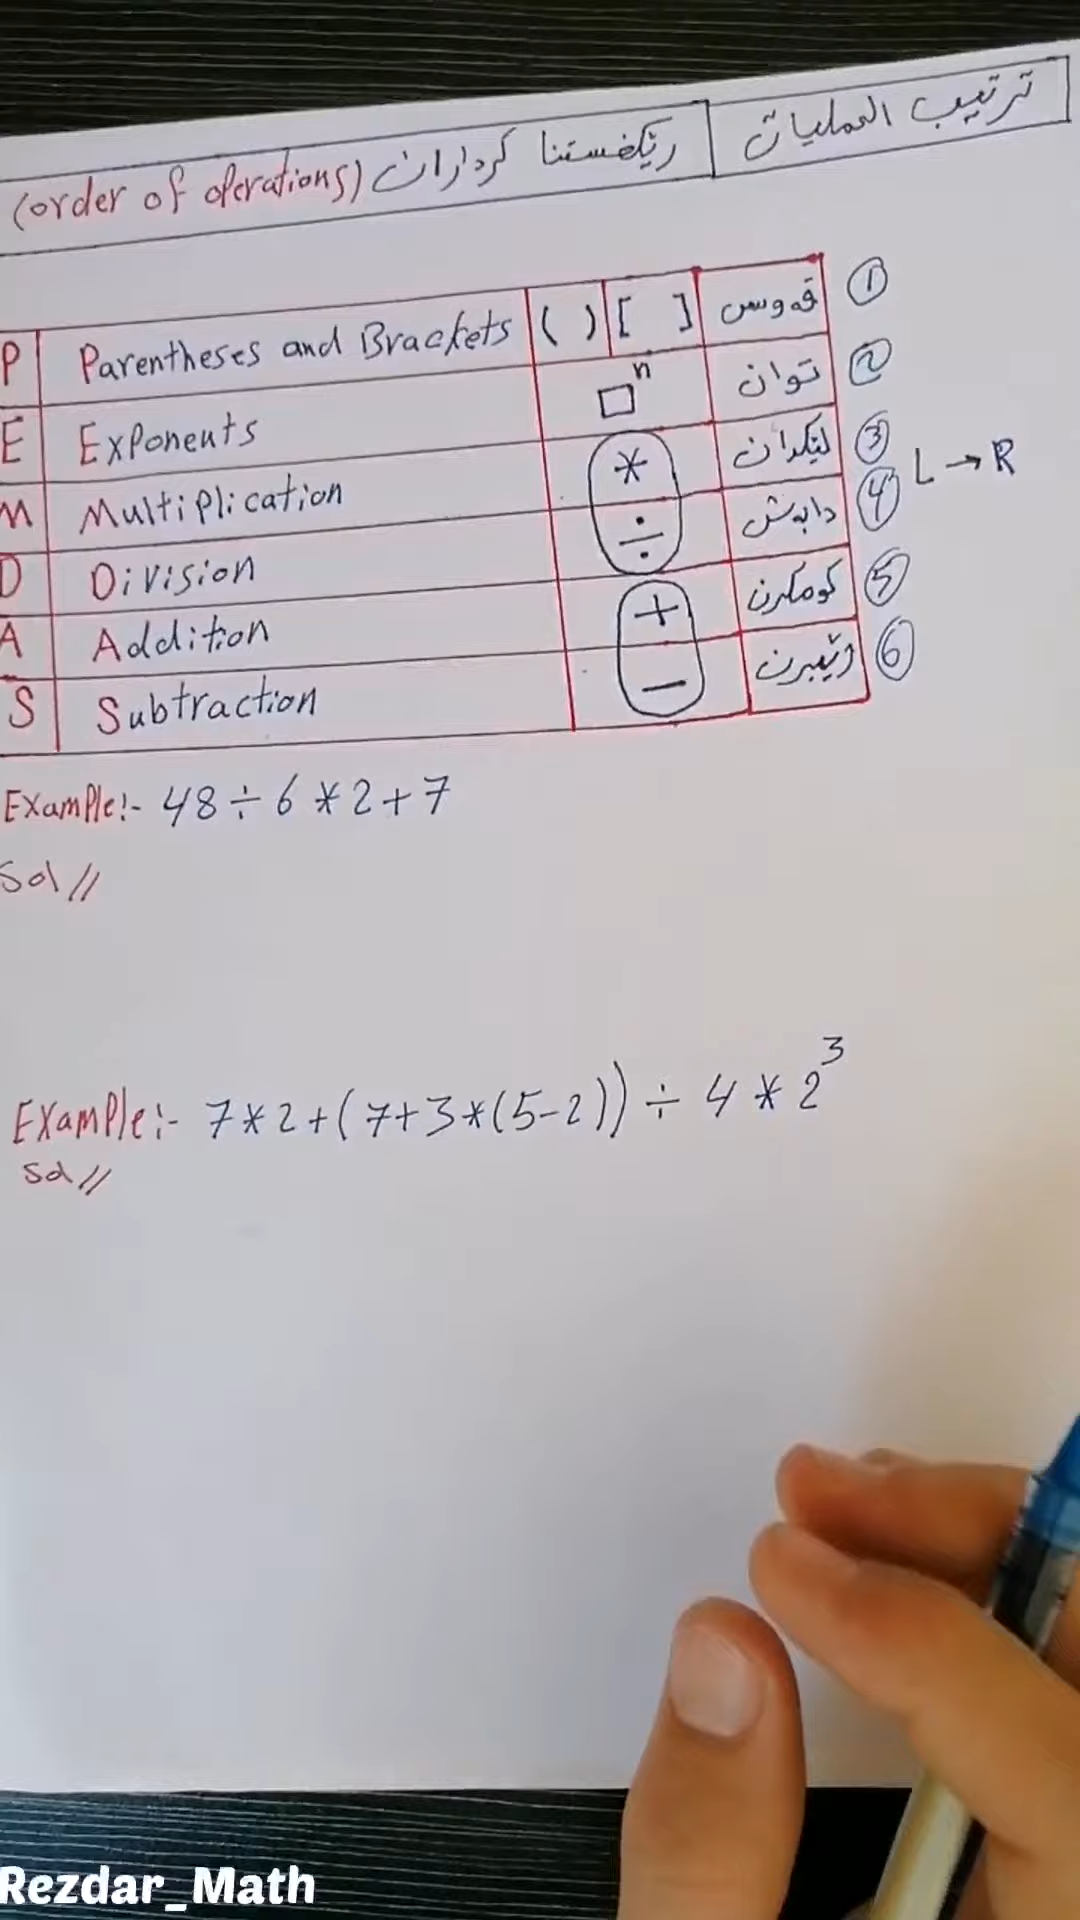 ترتيب العمليات
ریکخستنا کرداران (order of operations)
P Parentheses and Brackets ( ) [ ] قەوس ①
E Exponents □ⁿ توان ②
M Multiplication * لێکدان ③
L → R
D Division ÷ دابەش ④
A Addition + کومکرن ⑤
S Subtraction −  ⑥
Example:- 48 ÷ 6 * 2 + 7
Sol //
Example:- 7 * 2 + (7 + 3 * (5 - 2)) ÷ 4 * 2³
Sol //
Rezdar_Math